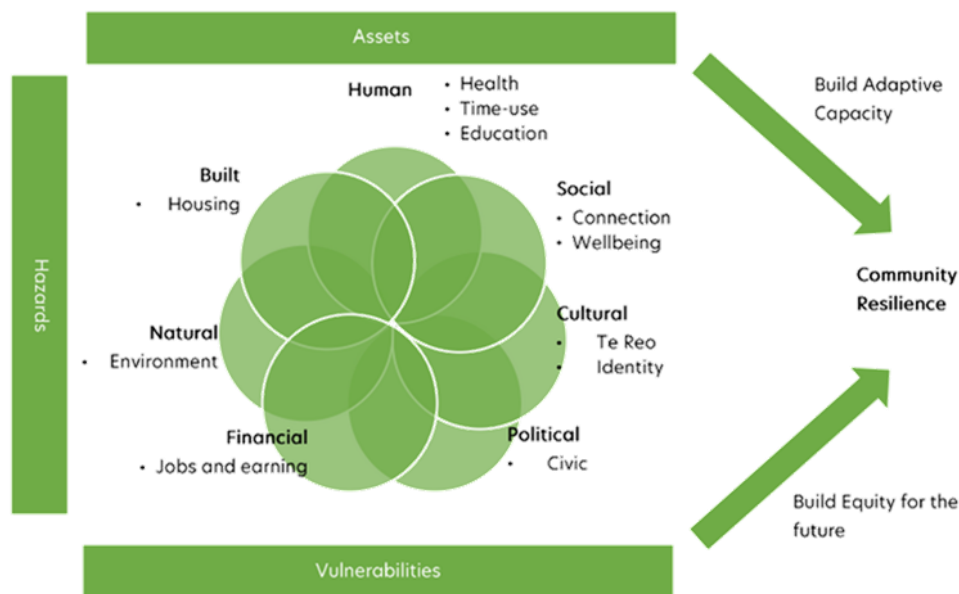 Assets
Hazards
Human
• Health
• Time-use
• Education
Built
• Housing
Social
• Connection
• Wellbeing
Natural
• Environment
Cultural
• Te Reo
• Identity
Financial
• Jobs and earning
Political
• Civic
Vulnerabilities
Build Adaptive
Capacity
Community
Resilience
Build Equity for the
future